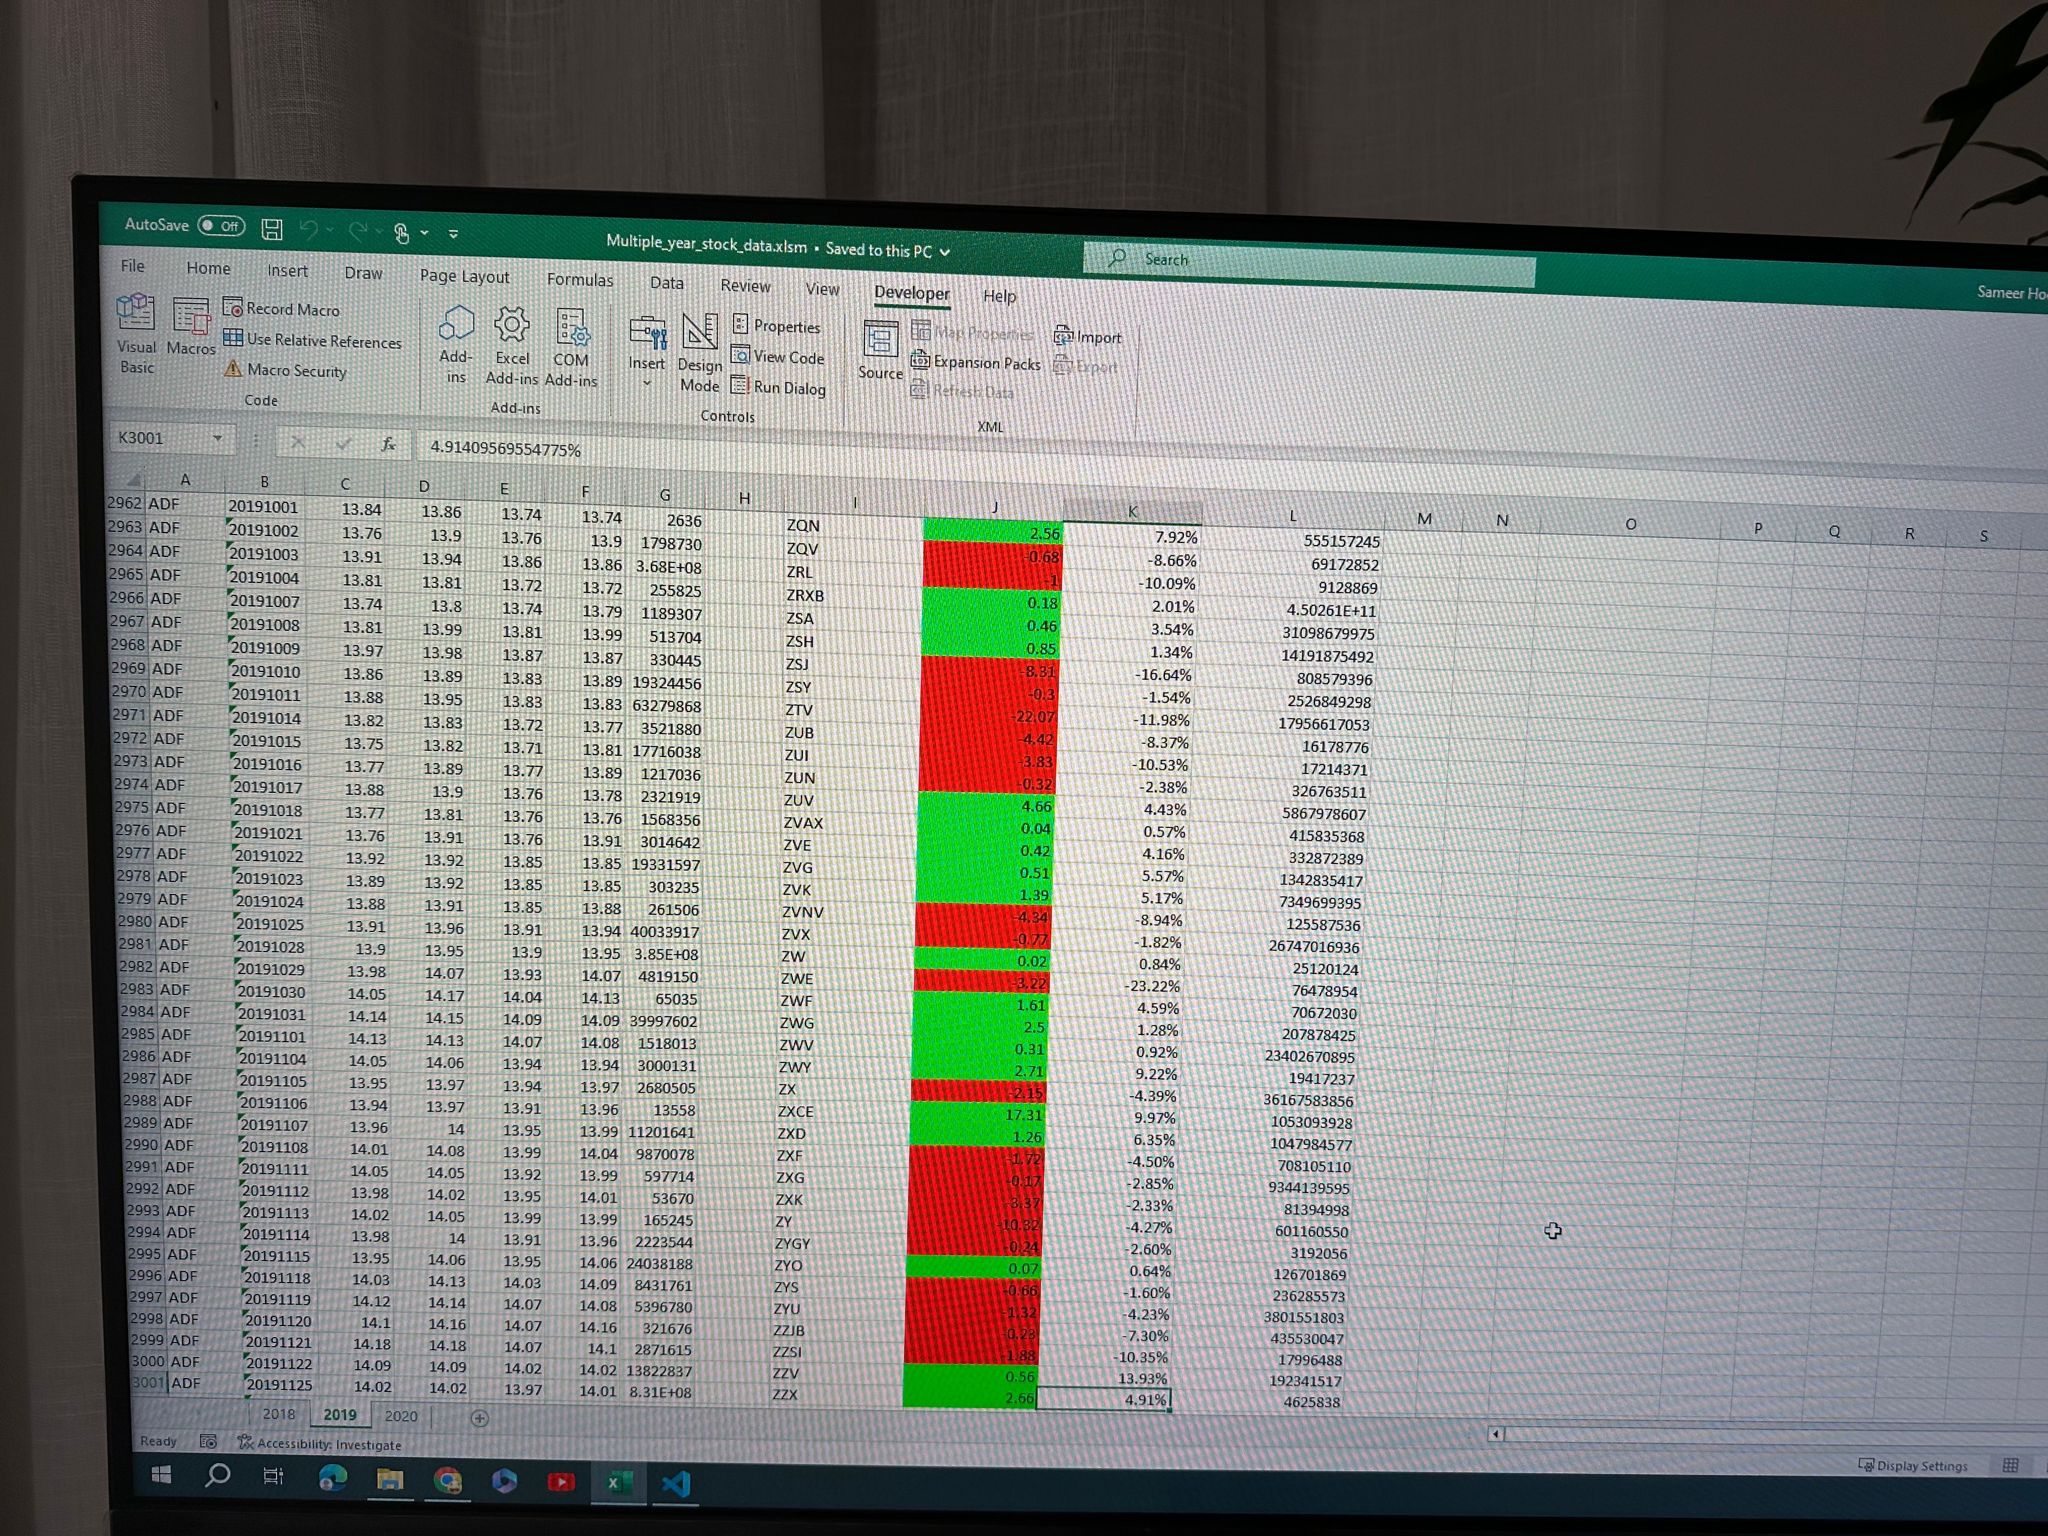 AutoSave Off Multiple_year_stock_data.xlsm • Saved to this PC Search
Sameer Ho
File Home Insert Draw Page Layout Formulas Data Review View Developer Help
Visual Basic
Macros
Record Macro
Use Relative References
Macro Security
Code
Add-ins
Excel Add-ins
COM Add-ins
Add-ins
Insert
Design Mode
Properties
View Code
Run Dialog
Controls
Source
Map Properties
Expansion Packs
Refresh Data
Import
Export
XML
K3001 fx 4.91409569554775%
A B C D E F G H I J K L M N O P Q R S
2962 ADF 20191001 13.84 13.86 13.74 13.74 2636 ZQN 2.56 7.92% 555157245
2963 ADF 20191002 13.76 13.9 13.76 13.9 1798730 ZQV -0.68 -8.66% 69172852
2964 ADF 20191003 13.91 13.94 13.86 13.86 3.68E+08 ZRL -1 -10.09% 9128869
2965 ADF 20191004 13.81 13.81 13.72 13.72 255825 ZRXB 0.18 2.01% 4.50261E+11
2966 ADF 20191007 13.74 13.8 13.74 13.79 1189307 ZSA 0.46 3.54% 31098679975
2967 ADF 20191008 13.81 13.99 13.81 13.99 513704 ZSH 0.85 1.34% 14191875492
2968 ADF 20191009 13.97 13.98 13.87 13.87 330445 ZSJ -8.31 -16.64% 808579396
2969 ADF 20191010 13.86 13.89 13.83 13.89 19324456 ZSY -0.3 -1.54% 2526849298
2970 ADF 20191011 13.88 13.95 13.83 13.83 63279868 ZTV -22.07 -11.98% 17956617053
2971 ADF 20191014 13.82 13.83 13.72 13.77 3521880 ZUB -4.42 -8.37% 16178776
2972 ADF 20191015 13.75 13.82 13.71 13.81 17716038 ZUI -3.83 -10.53% 17214371
2973 ADF 20191016 13.77 13.89 13.77 13.89 1217036 ZUN -0.32 -2.38% 326763511
2974 ADF 20191017 13.88 13.9 13.76 13.78 2321919 ZUV 4.66 4.43% 5867978607
2975 ADF 20191018 13.77 13.81 13.76 13.76 1568356 ZVAX 0.04 0.57% 415835368
2976 ADF 20191021 13.76 13.91 13.76 13.91 3014642 ZVE 0.42 4.16% 332872389
2977 ADF 20191022 13.92 13.92 13.85 13.85 19331597 ZVG 0.51 5.57% 1342835417
2978 ADF 20191023 13.89 13.92 13.85 13.85 303235 ZVK 1.39 5.17% 7349699395
2979 ADF 20191024 13.88 13.91 13.85 13.88 261506 ZVNV -4.34 -8.94% 125587536
2980 ADF 20191025 13.91 13.96 13.91 13.94 40033917 ZVX -0.77 -1.82% 26747016936
2981 ADF 20191028 13.9 13.95 13.9 13.95 3.85E+08 ZW 0.02 0.84% 25120124
2982 ADF 20191029 13.98 14.07 13.93 14.07 4819150 ZWE -3.22 -23.22% 76478954
2983 ADF 20191030 14.05 14.17 14.04 14.13 65035 ZWF 1.61 4.59% 70672030
2984 ADF 20191031 14.14 14.15 14.09 14.09 39997602 ZWG 2.5 1.28% 207878425
2985 ADF 20191101 14.13 14.13 14.07 14.08 1518013 ZWV 0.31 0.92% 23402670895
2986 ADF 20191104 14.05 14.06 13.94 13.94 3000131 ZWY 2.71 9.22% 19417237
2987 ADF 20191105 13.95 13.97 13.94 13.97 2680505 ZX -2.15 -4.39% 36167583856
2988 ADF 20191106 13.94 13.97 13.91 13.96 13558 ZXCE 17.31 9.97% 1053093928
2989 ADF 20191107 13.96 14 13.95 13.99 11201641 ZXD 1.26 6.35% 1047984577
2990 ADF 20191108 14.01 14.08 13.99 14.04 9870078 ZXF -1.72 -4.50% 708105110
2991 ADF 20191111 14.05 14.05 13.92 13.99 597714 ZXG -0.17 -2.85% 9344139595
2992 ADF 20191112 13.98 14.02 13.95 14.01 53670 ZXK -3.37 -2.33% 81394998
2993 ADF 20191113 14.02 14.05 13.99 13.99 165245 ZY -10.32 -4.27% 601160550
2994 ADF 20191114 13.98 14 13.91 13.96 2223544 ZYGY -0.24 -2.60% 3192056
2995 ADF 20191115 13.95 14.06 13.95 14.06 24038188 ZYO 0.07 0.64% 126701869
2996 ADF 20191118 14.03 14.13 14.03 14.09 8431761 ZYS -0.66 -1.60% 236285573
2997 ADF 20191119 14.12 14.14 14.07 14.08 5396780 ZYU -1.32 -4.23% 3801551803
2998 ADF 20191120 14.1 14.16 14.07 14.16 321676 ZZJB -0.23 -7.30% 435530047
2999 ADF 20191121 14.18 14.18 14.07 14.1 2871615 ZZSI -1.88 -10.35% 17996488
3000 ADF 20191122 14.09 14.09 14.02 14.02 13822837 ZZV 0.56 13.93% 192341517
3001 ADF 20191125 14.02 14.02 13.97 14.01 8.31E+08 ZZX 2.66 4.91% 4625838
2018 2019 2020
Ready Accessibility: Investigate
Display Settings